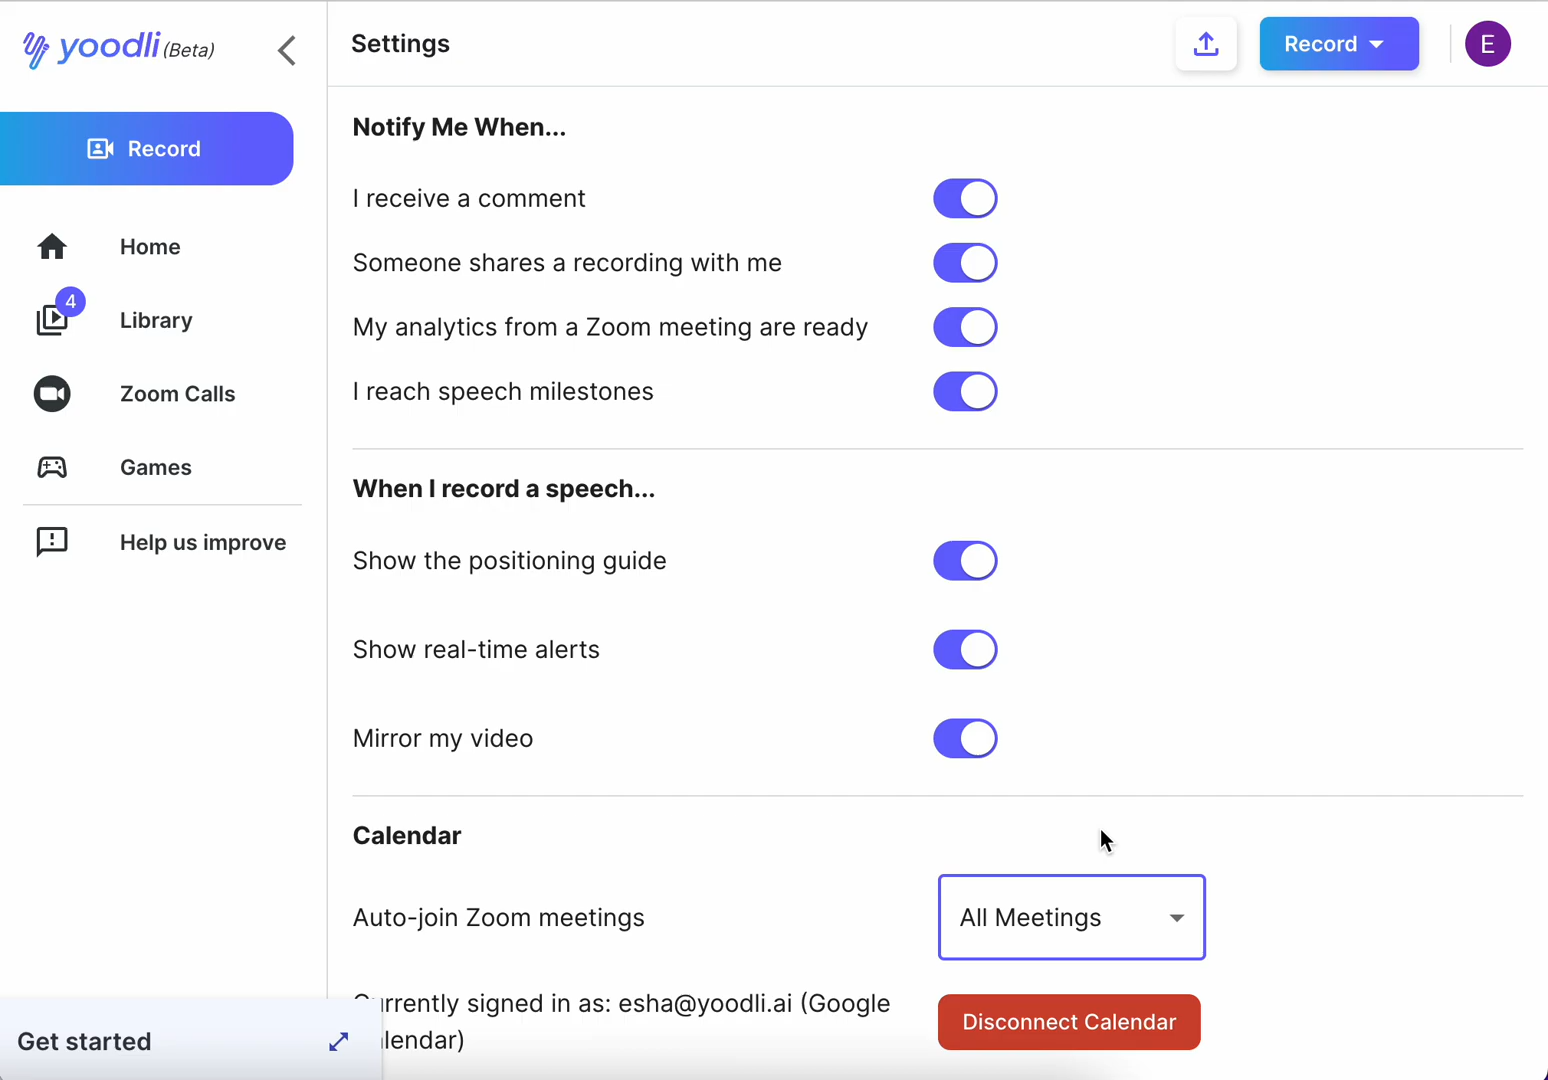 yoodli (Beta)
Settings
Record
E
Record
Home
4
Library
Zoom Calls
Games
Help us improve
Notify Me When...
I receive a comment
Someone shares a recording with me
My analytics from a Zoom meeting are ready
I reach speech milestones
When I record a speech...
Show the positioning guide
Show real-time alerts
Mirror my video
Calendar
Auto-join Zoom meetings
All Meetings
Currently signed in as: esha@yoodli.ai (Google
lendar)
Disconnect Calendar
Get started